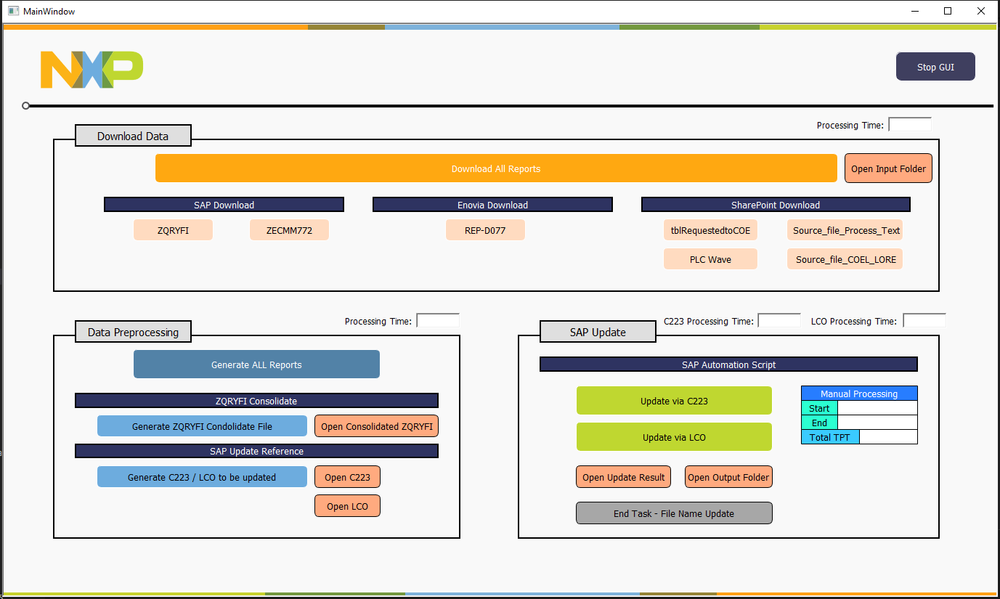 MainWindow
NXP
Stop GUI
Processing Time:
Download Data
Download All Reports
Open Input Folder
SAP Download
Enovia Download
SharePoint Download
ZQRYFI
ZECMM772
REP-D077
tblRequestedtoCOE
Source_file_Process_Text
PLC Wave
Source_file_COEL_LORE
Processing Time:
Data Preprocessing
Generate ALL Reports
ZQRYFI Consolidate
Generate ZQRYFI Condolidate File
Open Consolidated ZQRYFI
SAP Update Reference
Generate C223 / LCO to be updated
Open C223
Open LCO
C223 Processing Time:
LCO Processing Time:
SAP Update
SAP Automation Script
Update via C223
Update via LCO
Manual Processing
Start
End
Total TPT
Open Update Result
Open Output Folder
End Task - File Name Update